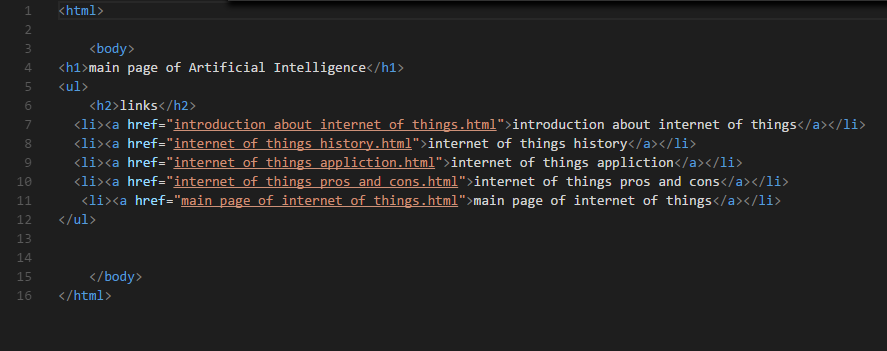 1 <html>
2
3 <body>
4 <h1>main page of Artificial Intelligence</h1>
5 <ul>
6 <h2>links</h2>
7 <li><a href="introduction about internet of things.html">introduction about internet of things</a></li>
8 <li><a href="internet of things history.html">internet of things history</a></li>
9 <li><a href="internet of things appliction.html">internet of things appliction</a></li>
10 <li><a href="internet of things pros and cons.html">internet of things pros and cons</a></li>
11 <li><a href="main page of internet of things.html">main page of internet of things</a></li>
12 </ul>
13
14
15 </body>
16 </html>